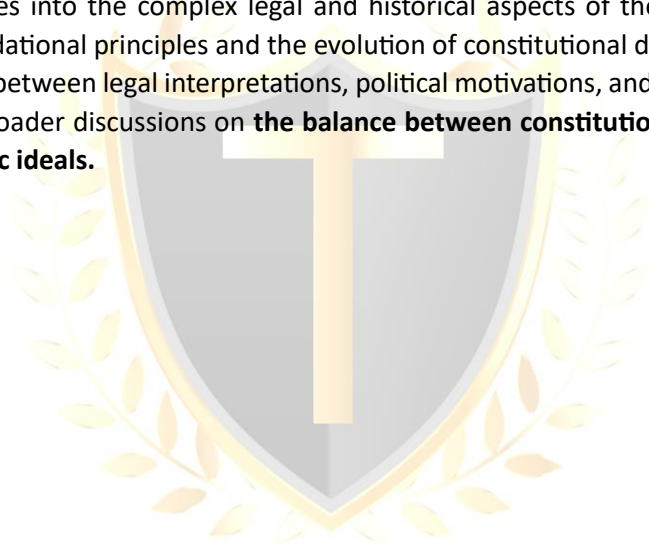 es into the complex legal and historical aspects of the
dational principles and the evolution of constitutional d
between legal interpretations, political motivations, and
oader discussions on the balance between constitutio
c ideals.
T